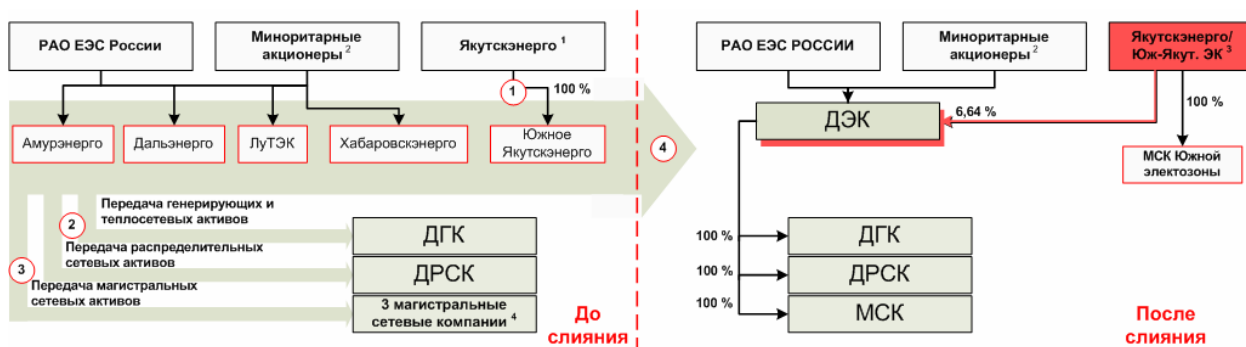 РАО ЕЭС России
Миноритарные
акционеры 2
Якутскэнерго 1
1
100 %
Амурэнерго
Дальэнерго
ЛуТЭК
Хабаровскэнерго
Южное
Якутскэнерго
4
Передача генерирующих и
теплосетевых активов
2
ДГК
Передача распределительных
сетевых активов
ДРСК
3
Передача магистральных
сетевых активов
3 магистральные
сетевые компании 4
До
слияния
РАО ЕЭС РОССИИ
Миноритарные
акционеры 2
Якутскэнерго/
Юж-Якут. ЭК 3
ДЭК
6,64 %
100
%
МСК Южной
электозоны
100 %
ДГК
100 %
ДРСК
100 %
МСК
После
слияния